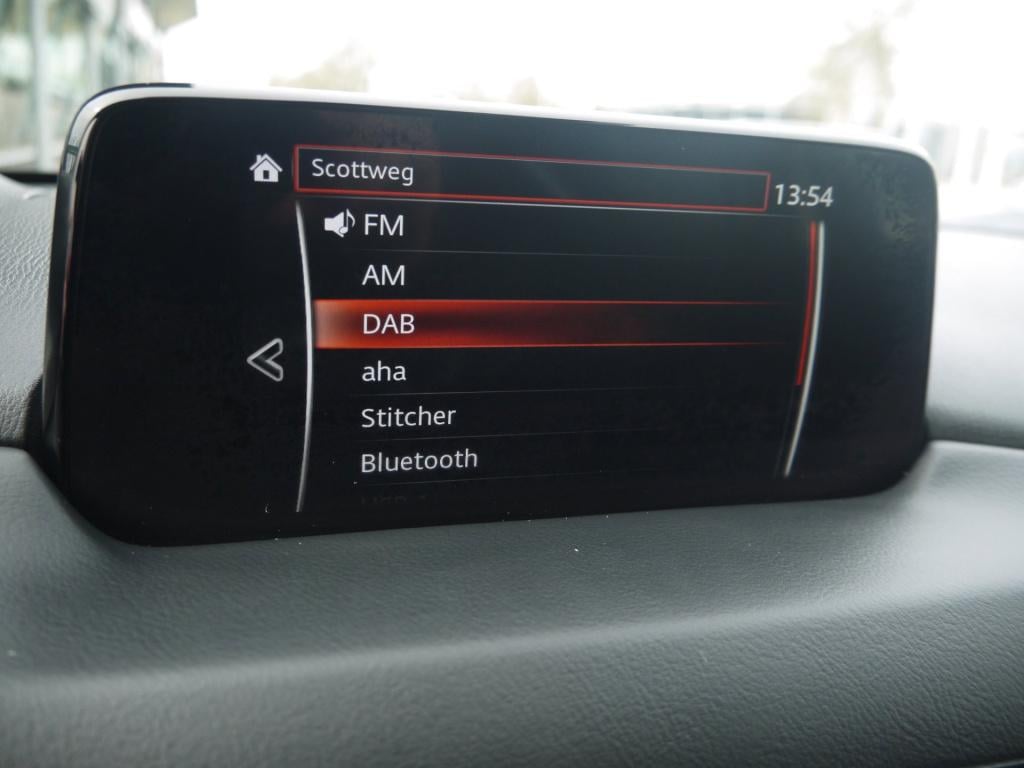 Scottweg
13:54
FM
AM
DAB
aha
Stitcher
Bluetooth